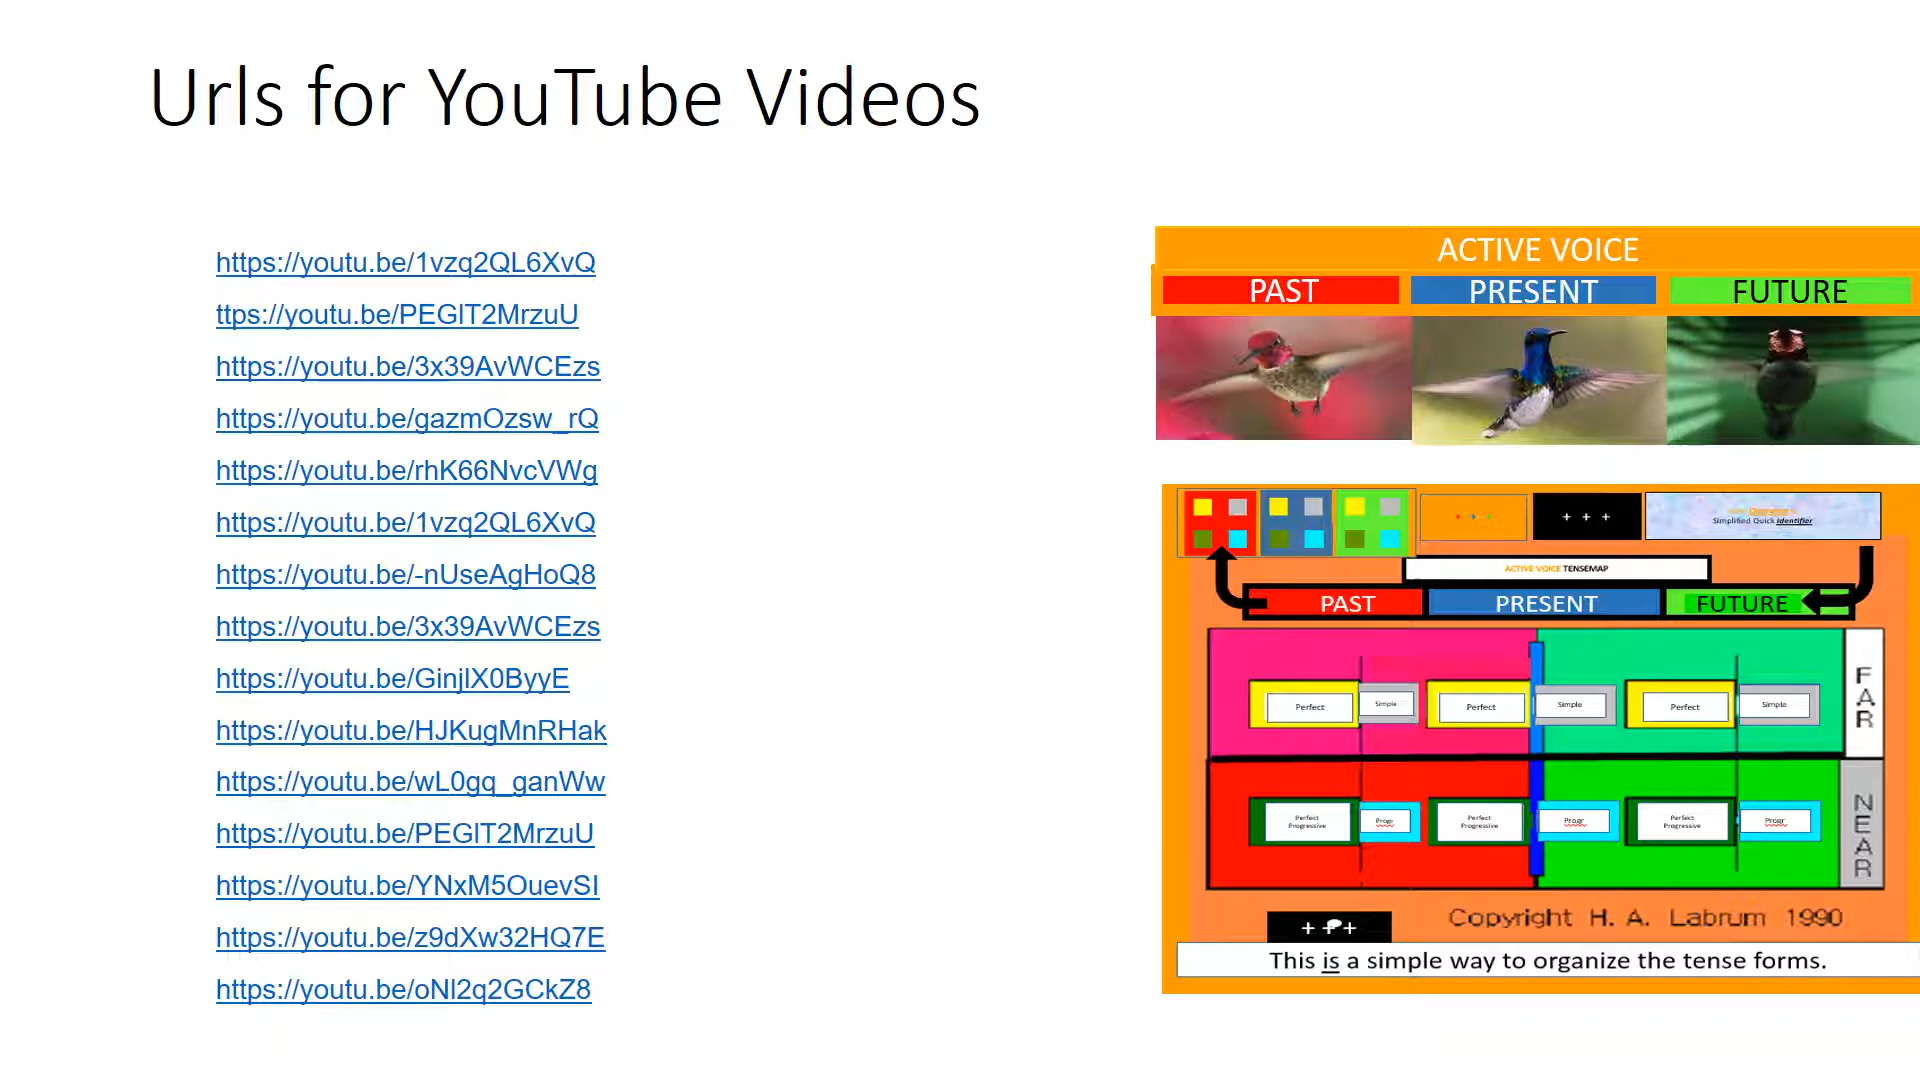 Urls for YouTube Videos
https://youtu.be/1vzq2QL6XvQ
ttps://youtu.be/PEGlT2MrzuU
https://youtu.be/3x39AvWCEzs
https://youtu.be/gazmOzsw_rQ
https://youtu.be/rhK66NvcVWg
https://youtu.be/1vzq2QL6XvQ
https://youtu.be/-nUseAgHoQ8
https://youtu.be/3x39AvWCEzs
https://youtu.be/GinjlX0ByyE
https://youtu.be/HJKugMnRHak
https://youtu.be/wL0gq_ganWw
https://youtu.be/PEGlT2MrzuU
https://youtu.be/YNxM5OuevSI
https://youtu.be/z9dXw32HQ7E
https://youtu.be/oNl2q2GCkZ8
ACTIVE VOICE
PAST PRESENT FUTURE
+ + +
Simplified Quick Identifier
ACTIVE VOICE TENSEMAP
PAST PRESENT FUTURE
Perfect Simple Perfect Simple Perfect Simple
FAR
Perfect Progressive Progr Perfect Progressive Progr Perfect Progressive Progr
NEAR
Copyright H. A. Labrum 1990
+ + +
This is a simple way to organize the tense forms.